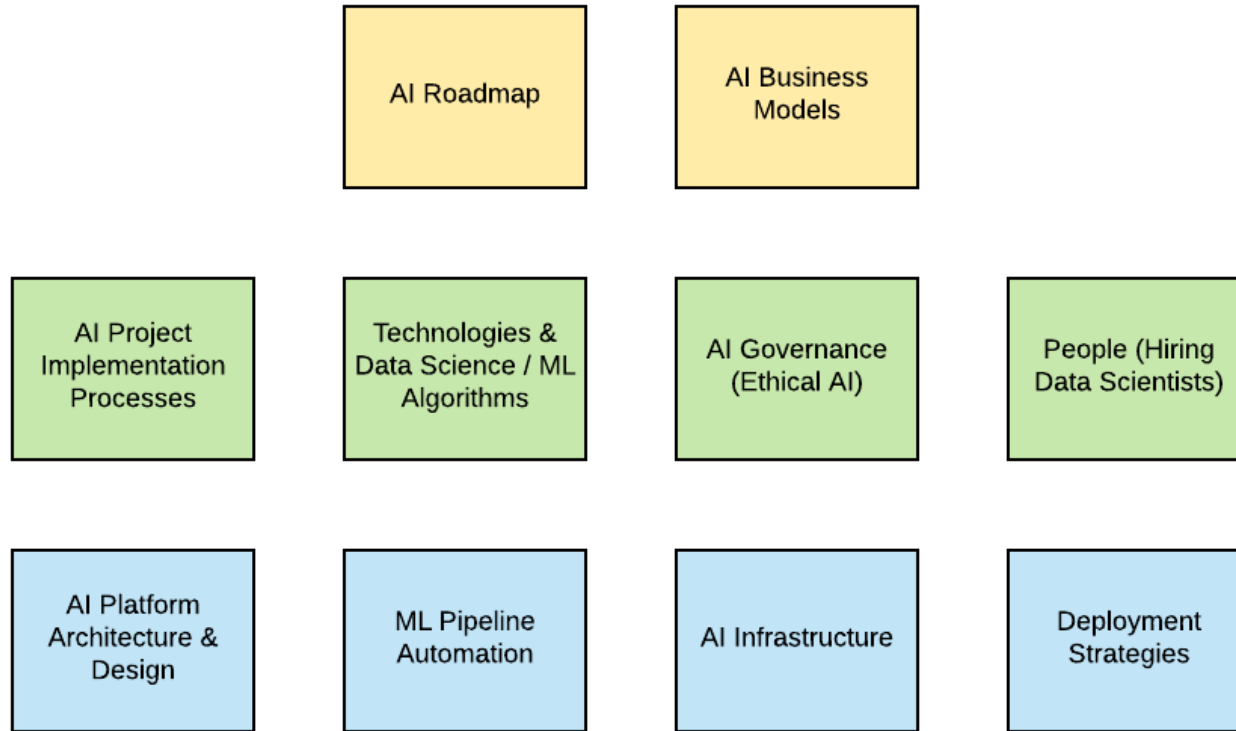 AI Roadmap
AI Business
Models
AI Project
Implementation
Processes
Technologies &
Data Science / ML
Algorithms
AI Governance
(Ethical AI)
People (Hiring
Data Scientists)
AI Platform
Architecture &
Design
ML Pipeline
Automation
AI Infrastructure
Deployment
Strategies